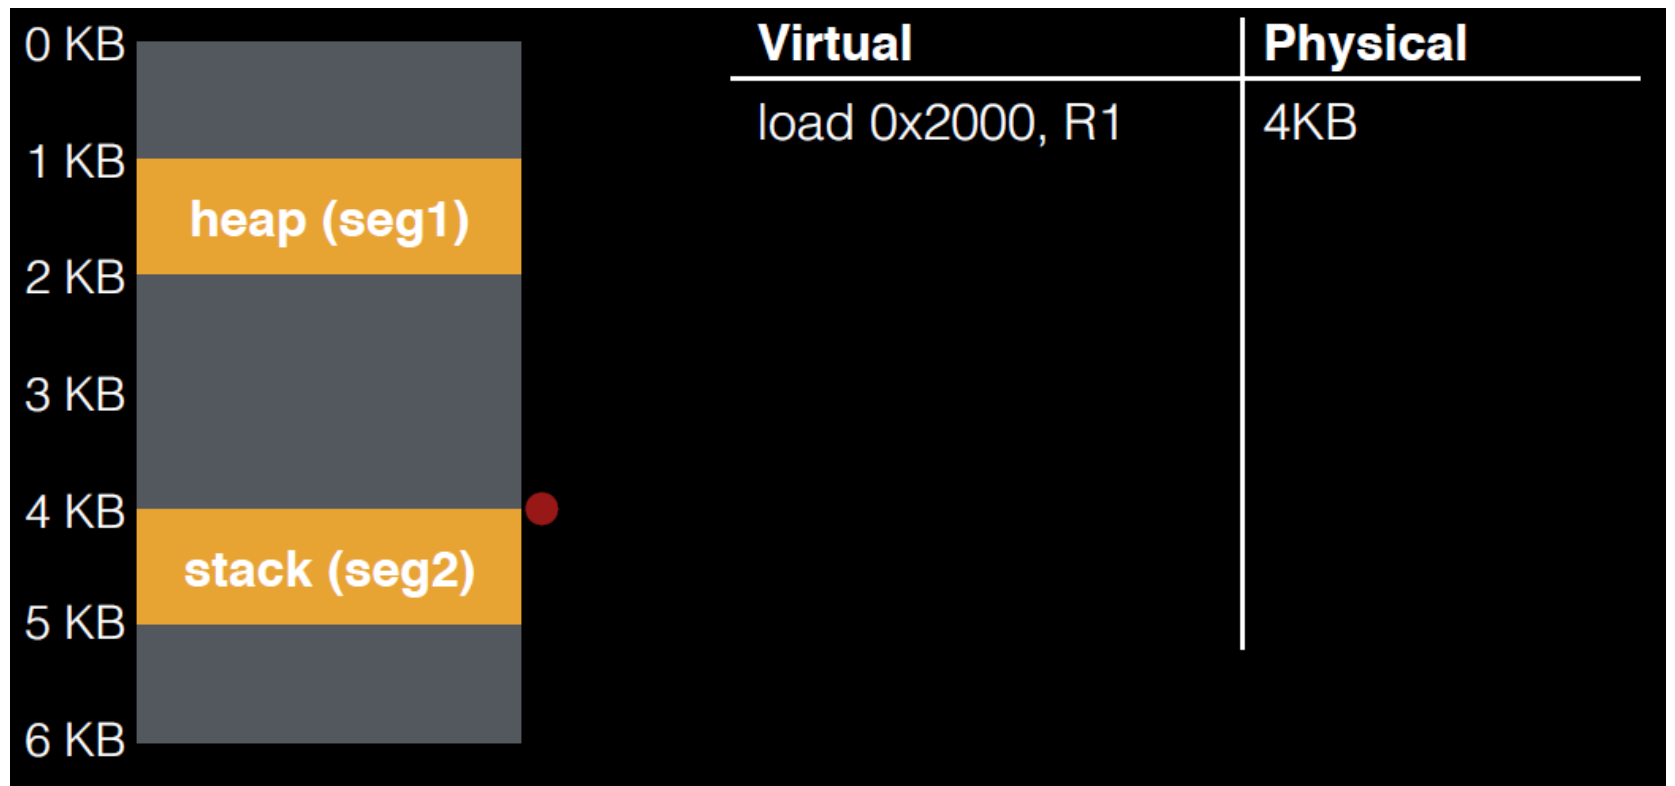 0 KB
1 KB
heap (seg1)
2 KB
3 KB
4 KB
stack (seg2)
5 KB
6 KB
Virtual Physical
load 0x2000, R1 4KB